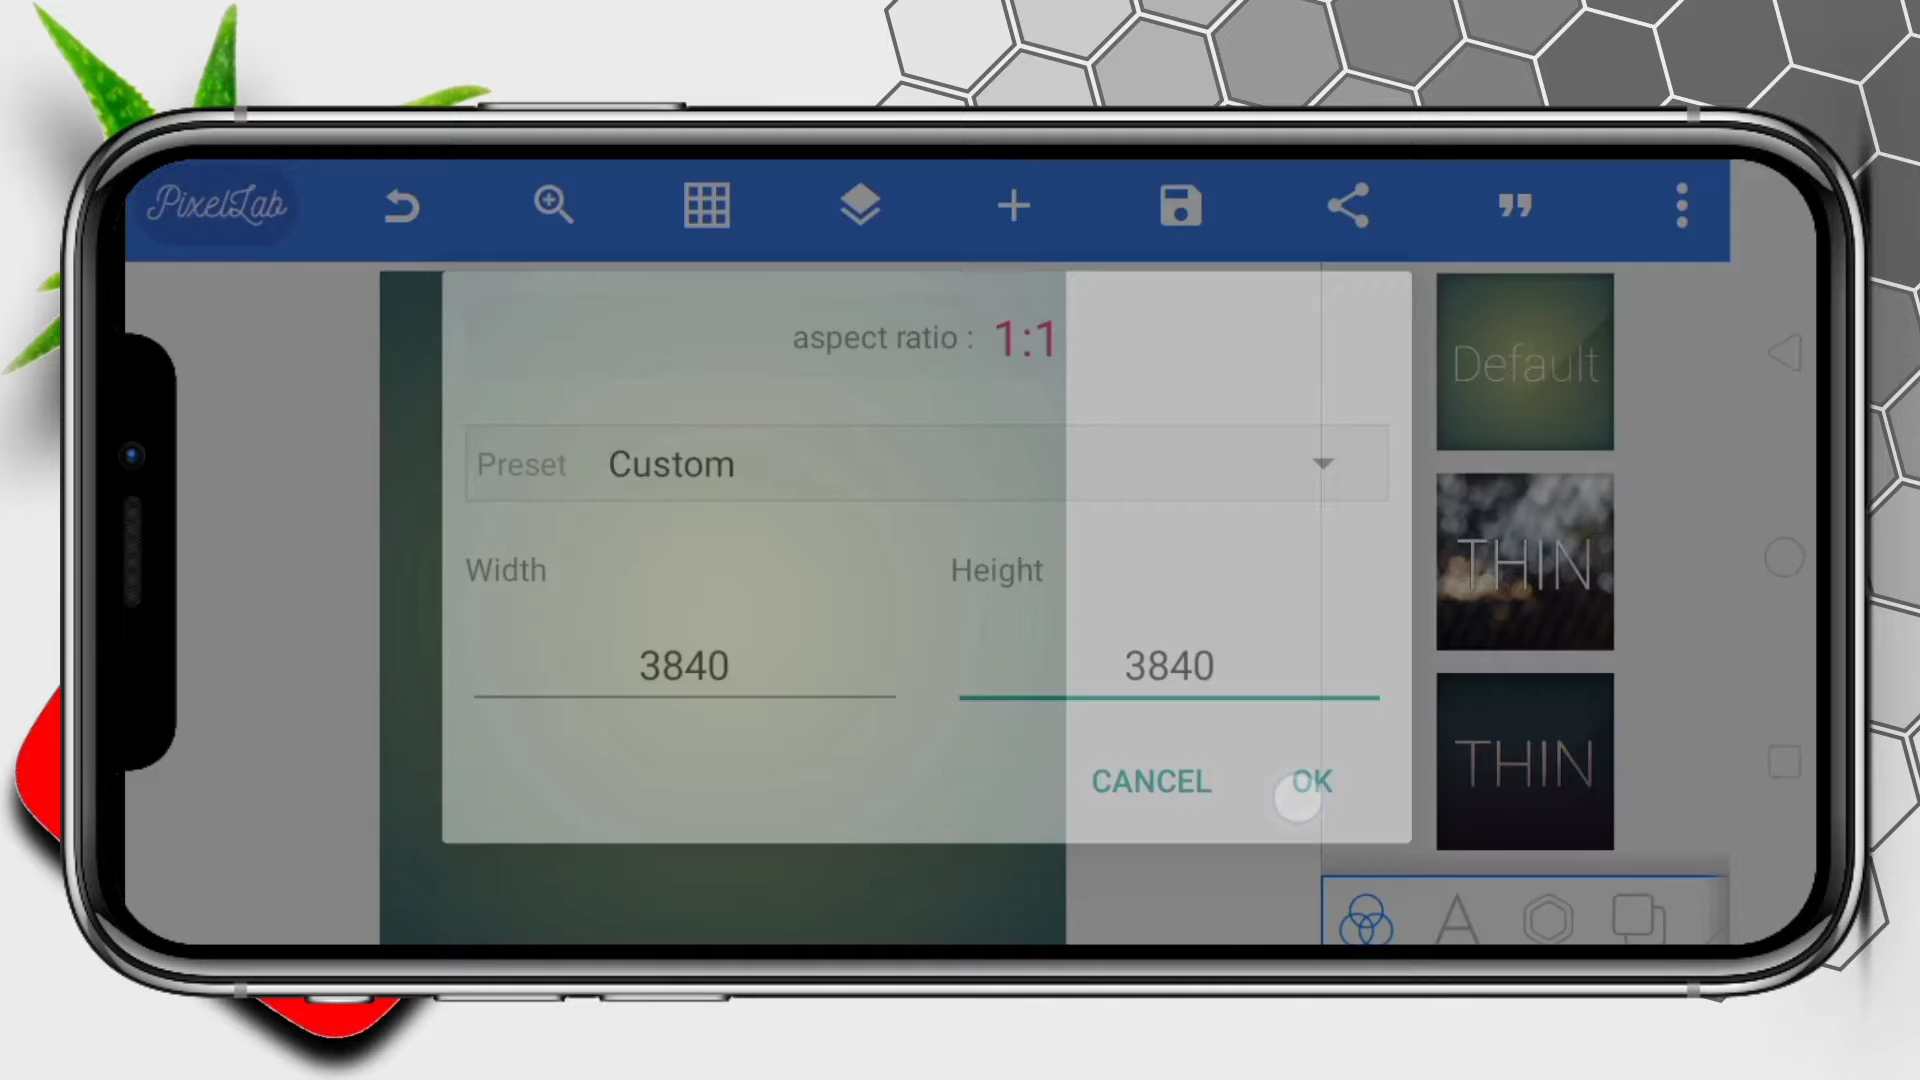 PixelLab
aspect ratio : 1:1
Default
Preset Custom
THIN
Width Height
3840 3840
THIN
CANCEL OK